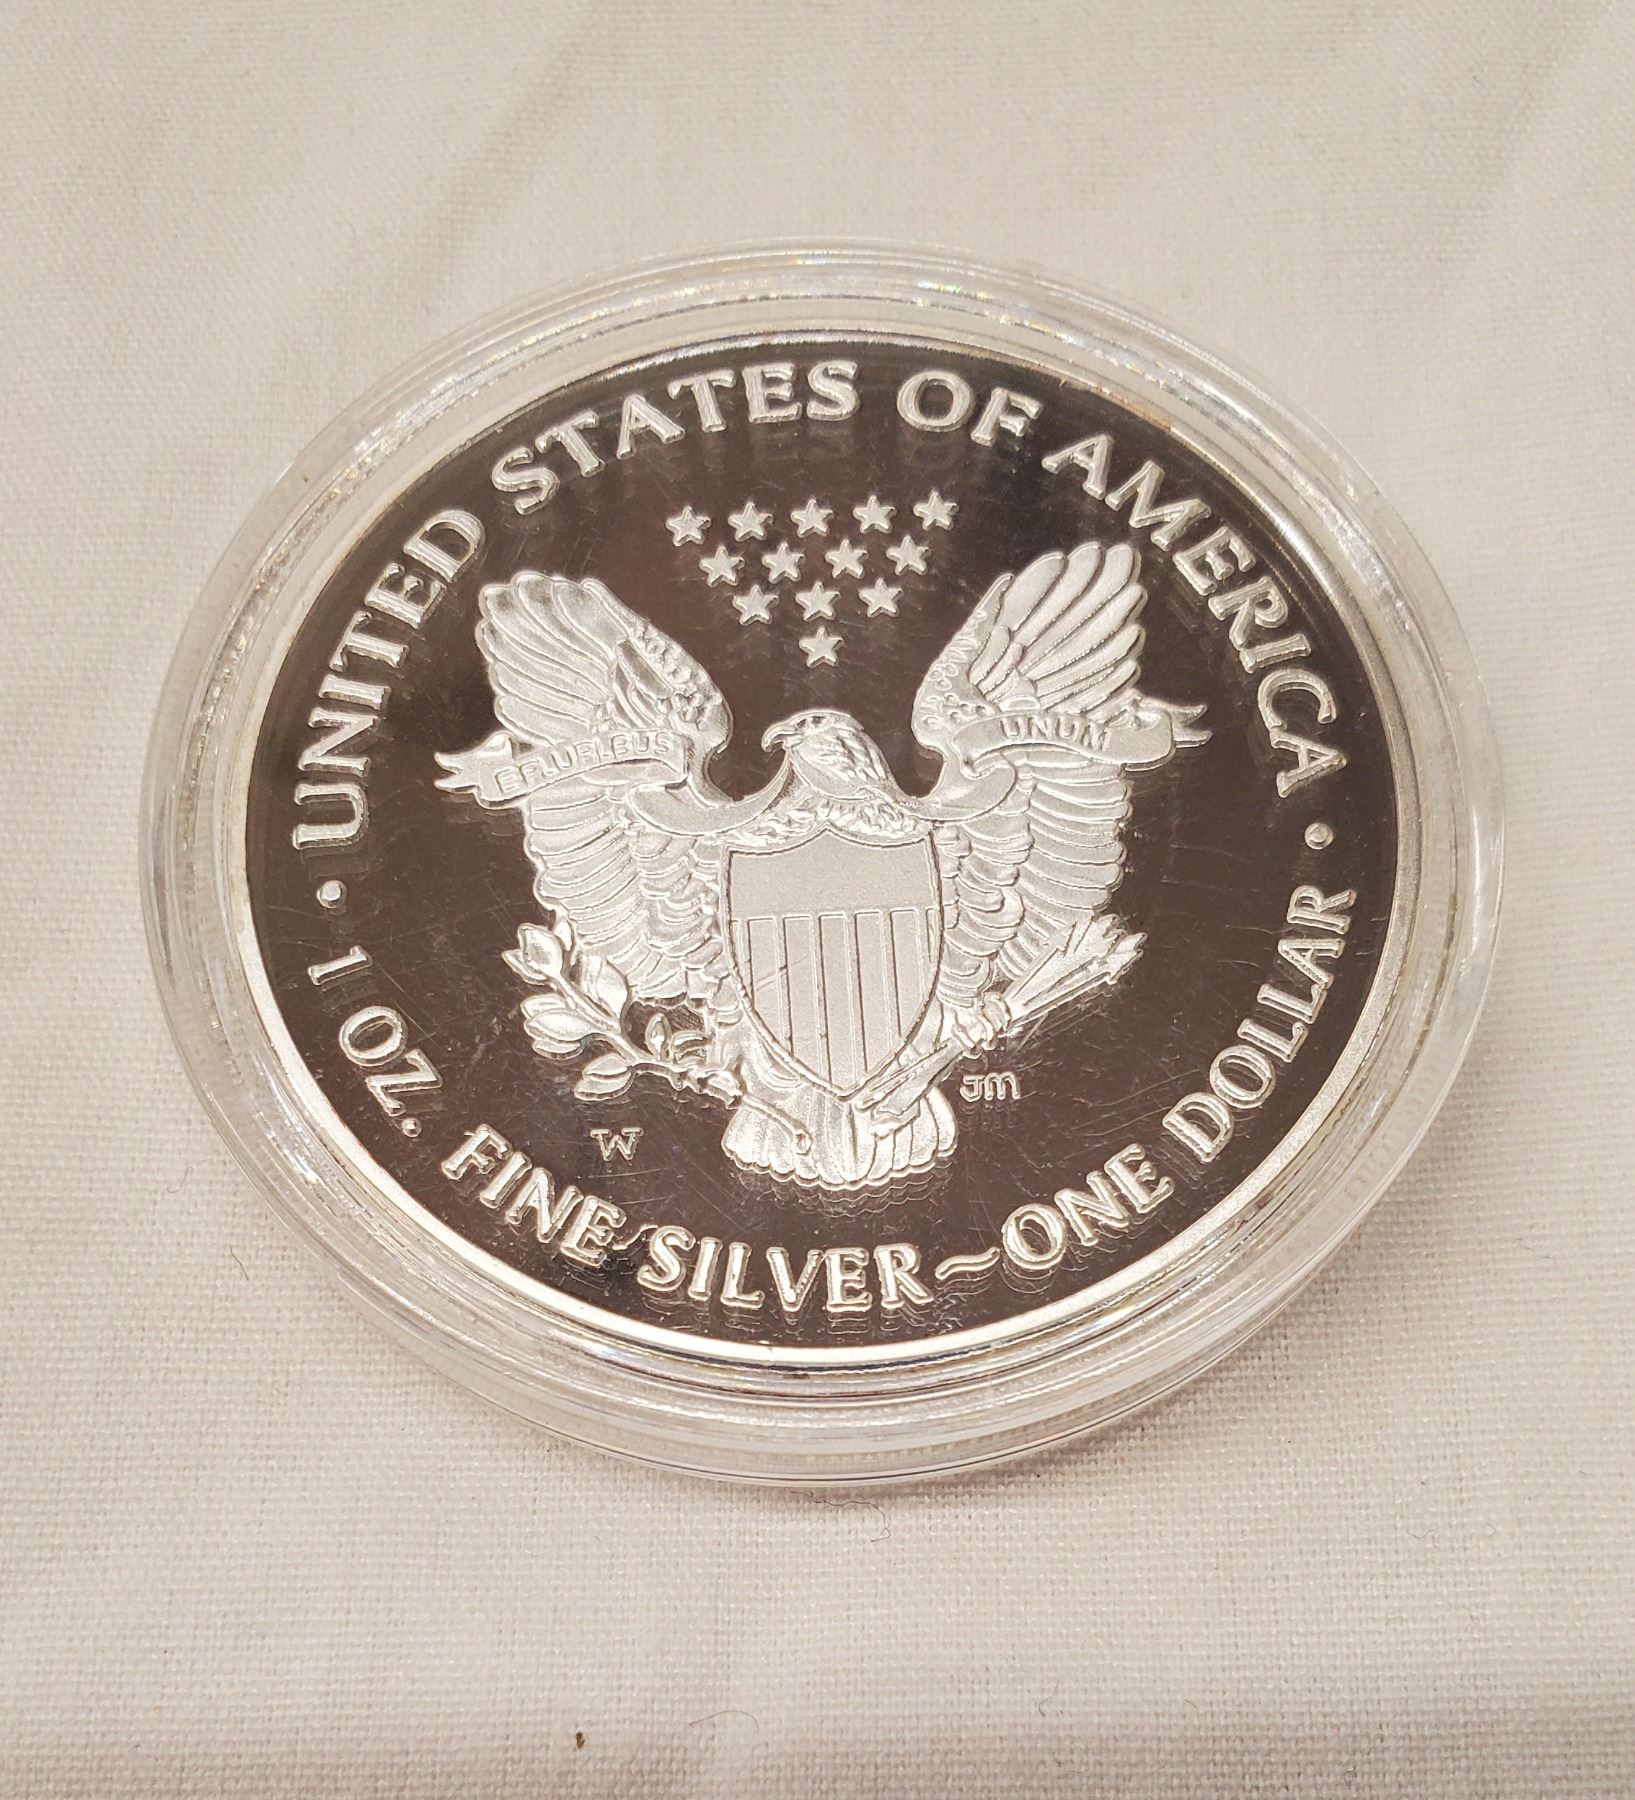 UNITED STATES OF AMERICA
E PLURIBUS
UNUM
W
JM
1 OZ. FINE SILVER~ONE DOLLAR